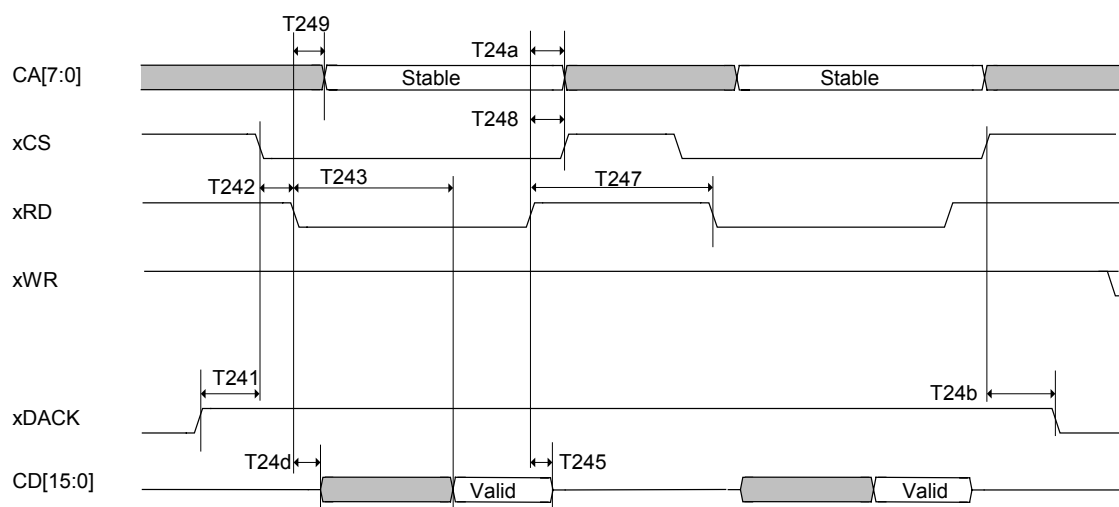 T249
T24a
CA[7:0]
Stable
Stable
T248
xCS
T242
T243
T247
xRD
xWR
T241
T24b
xDACK
T24d
T245
CD[15:0]
Valid
Valid